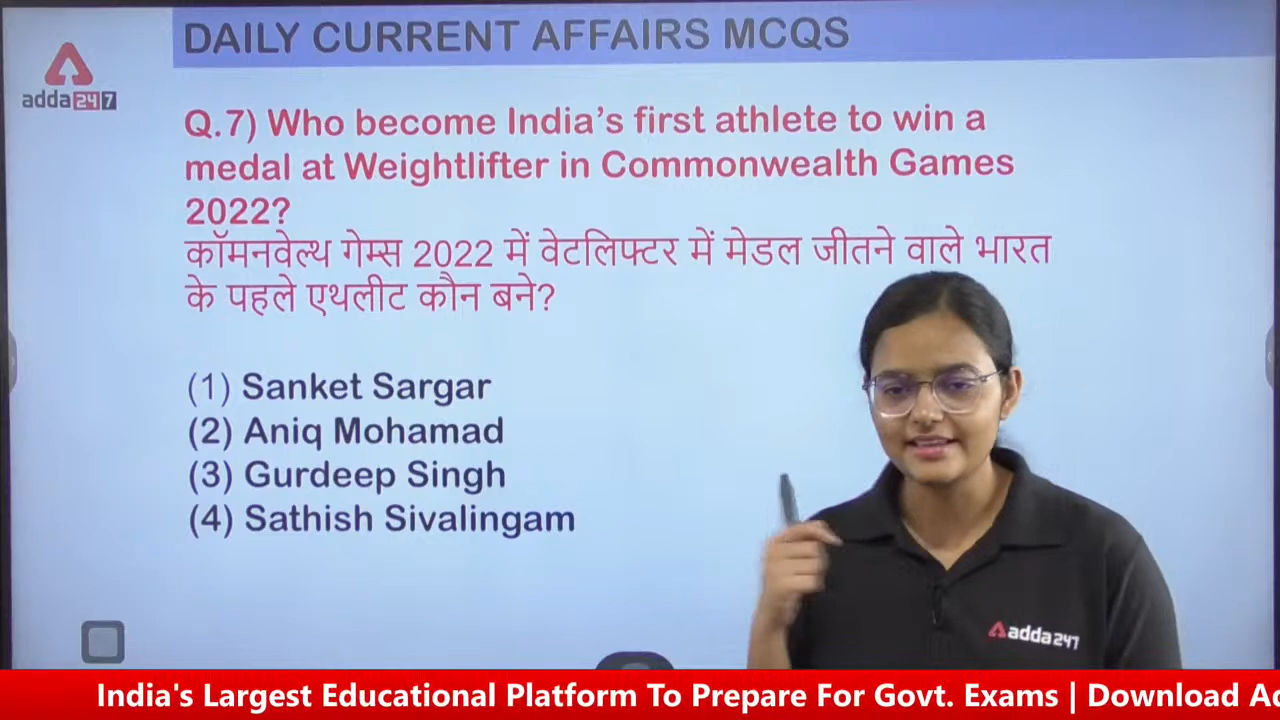 DAILY CURRENT AFFAIRS MCQS
adda247
Q.7) Who become India's first athlete to win a
medal at Weightlifter in Commonwealth Games
2022?
कॉमनवेल्थ गेम्स 2022 में वेटलिफ्टर में मेडल जीतने वाले भारत
के पहले एथलीट कौन बने?
(1) Sanket Sargar
(2) Aniq Mohamad
(3) Gurdeep Singh
(4) Sathish Sivalingam
adda247
India's Largest Educational Platform To Prepare For Govt. Exams | Download Ad